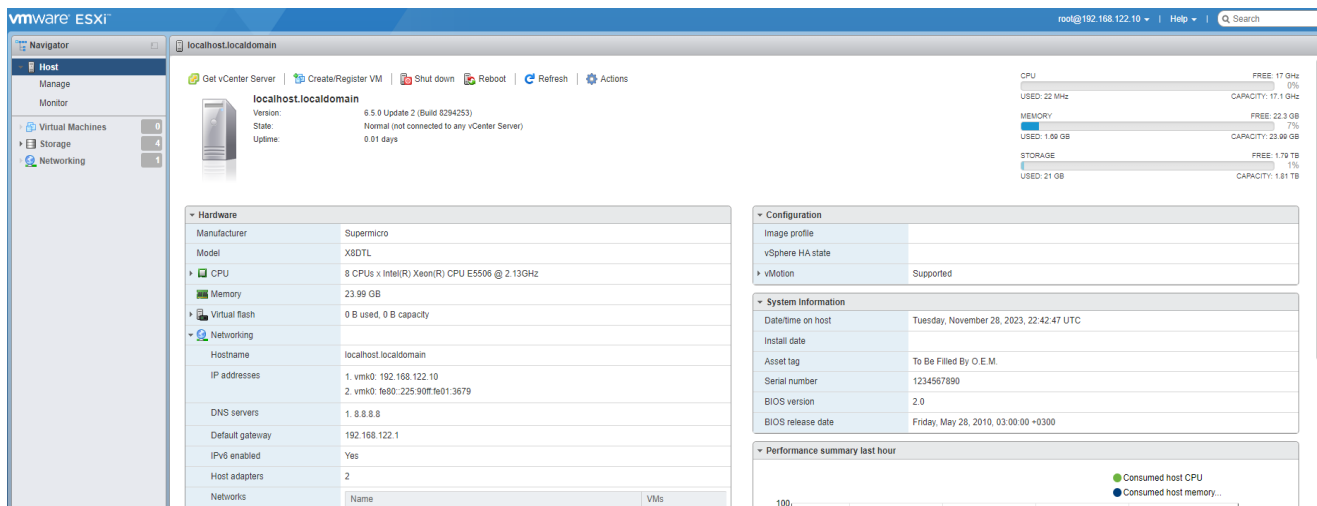 vmware ESXi™
root@192.168.122.10
Help
Search
Navigator
localhost.localdomain
Host
Manage
Monitor
Virtual Machines 0
Storage 4
Networking 1
Get vCenter Server
Create/Register VM
Shut down
Reboot
Refresh
Actions
localhost.localdomain
Version: 6.5.0 Update 2 (Build 8294253)
State: Normal (not connected to any vCenter Server)
Uptime: 0.01 days
CPU FREE: 17 GHz
0%
USED: 22 MHz CAPACITY: 17.1 GHz
MEMORY FREE: 22.3 GB
7%
USED: 1.69 GB CAPACITY: 23.99 GB
STORAGE FREE: 1.79 TB
1%
USED: 21 GB CAPACITY: 1.81 TB
Hardware
Manufacturer Supermicro
Model X8DTL
CPU 8 CPUs x Intel(R) Xeon(R) CPU E5506 @ 2.13GHz
Memory 23.99 GB
Virtual flash 0 B used, 0 B capacity
Networking
Hostname localhost.localdomain
IP addresses 1. vmk0: 192.168.122.10
2. vmk0: fe80::225:90ff:fe01:3679
DNS servers 1. 8.8.8.8
Default gateway 192.168.122.1
IPv6 enabled Yes
Host adapters 2
Networks Name VMs
Configuration
Image profile
vSphere HA state
vMotion Supported
System Information
Date/time on host Tuesday, November 28, 2023, 22:42:47 UTC
Install date
Asset tag To Be Filled By O.E.M.
Serial number 1234567890
BIOS version 2.0
BIOS release date Friday, May 28, 2010, 03:00:00 +0300
Performance summary last hour
Consumed host CPU
Consumed host memory...
100